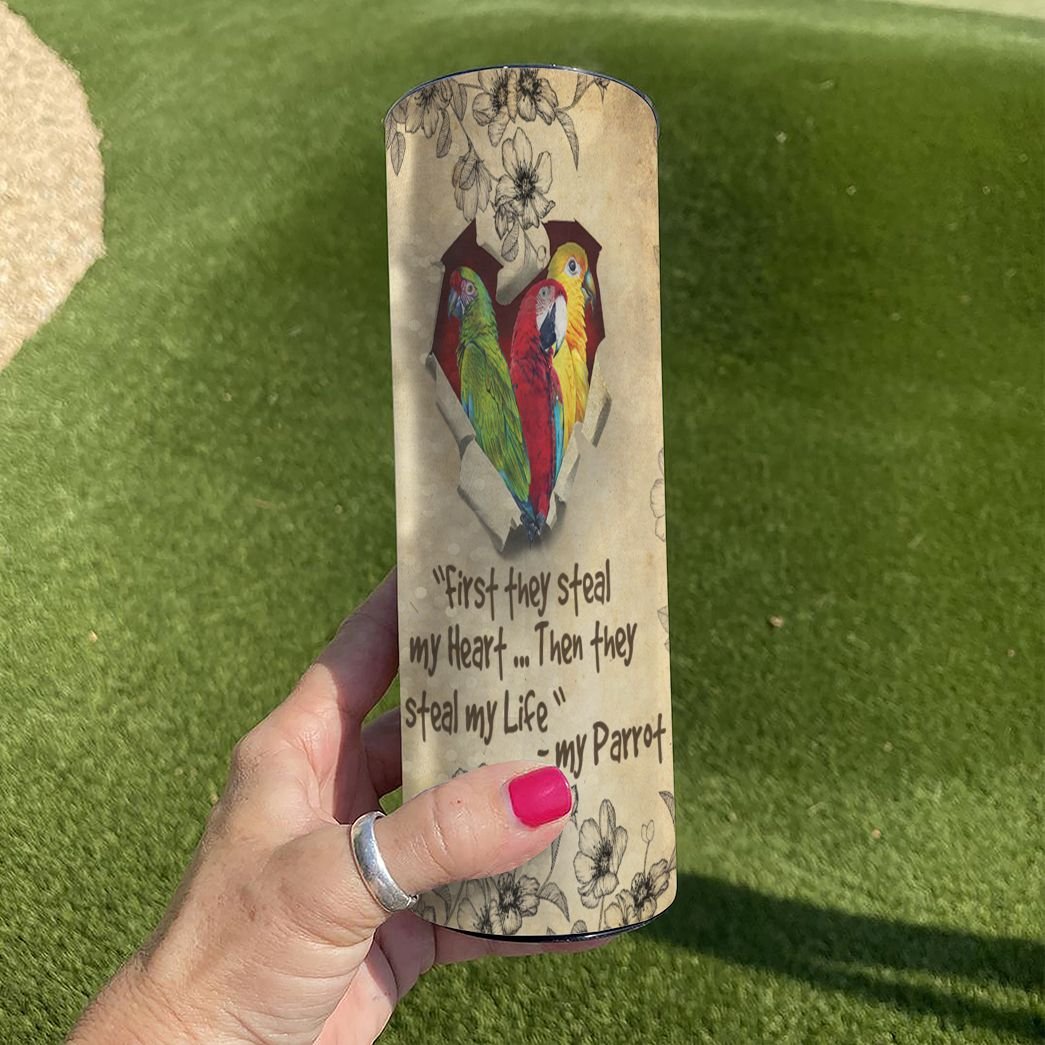 "first they steal
my Heart ... Then they
steal my Life"
- my Parrot